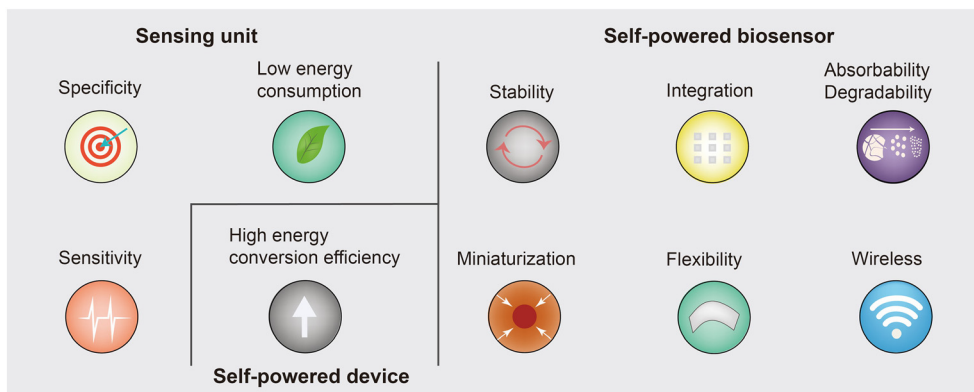 Sensing unit
Specificity
Low energy
consumption
Sensitivity
High energy
conversion efficiency
Self-powered device
Self-powered biosensor
Stability
Integration
Absorbability
Degradability
Miniaturization
Flexibility
Wireless